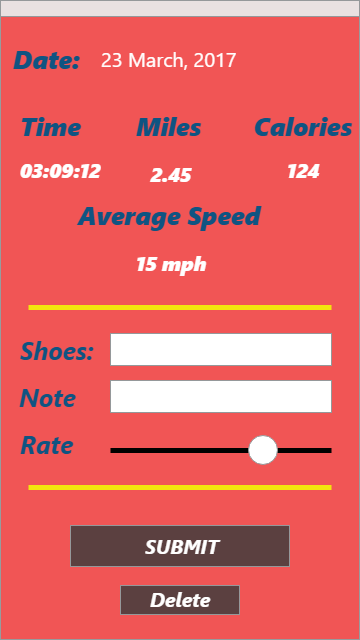 Date: 23 March, 2017
Time Miles Calories
03:09:12 2.45 124
Average Speed
15 mph
Shoes:
Note
Rate
SUBMIT
Delete